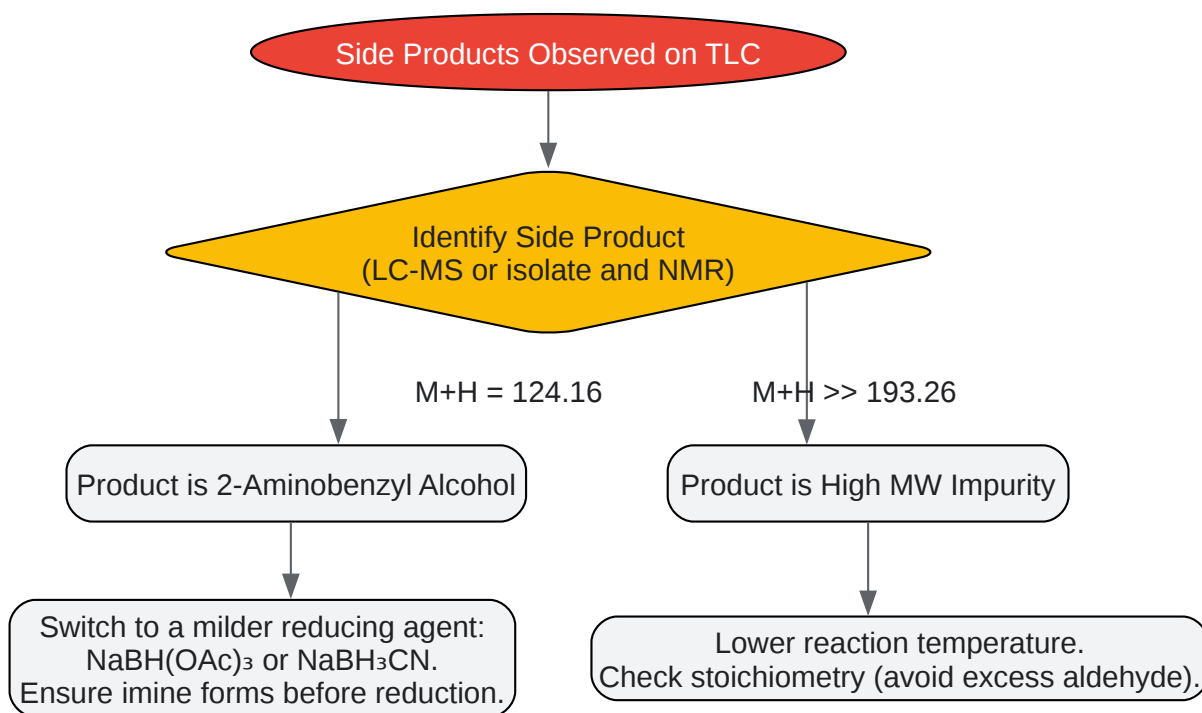 Side Products Observed on TLC
Identify Side Product
(LC-MS or isolate and NMR)
M+H = 124.16
M+H >> 193.26
Product is 2-Aminobenzyl Alcohol
Product is High MW Impurity
Switch to a milder reducing agent:
NaBH(OAc)₃ or NaBH₃CN.
Ensure imine forms before reduction.
Lower reaction temperature.
Check stoichiometry (avoid excess aldehyde).